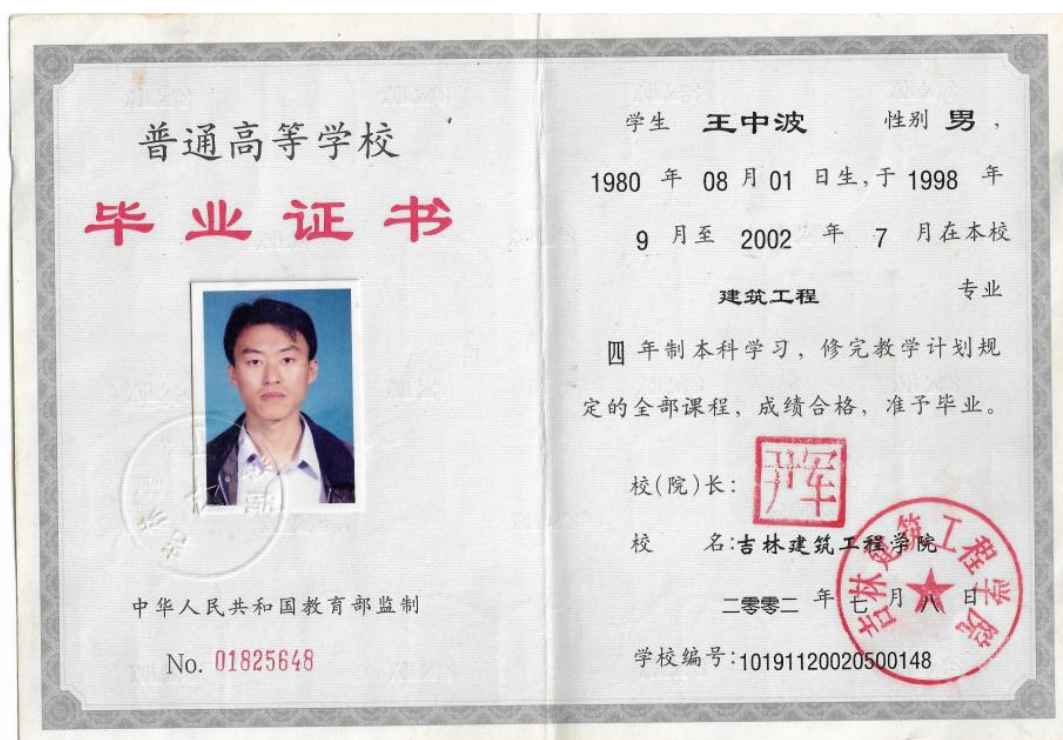 普通高等学校
毕业证书
中华人民共和国教育部监制
No. 01825648
学生 王中波 性别 男,
1980 年 08 月 01 日生,于 1998 年
9 月至 2002 年 7 月在本校
建筑工程 专业
四 年制本科学习, 修完教学计划规
定的全部课程, 成绩合格, 准予毕业。
校(院)长:
校 名:吉林建筑工程学院
二零零二 年 七 月 八 日
学校编号:10191120020500148
吉林建筑工程学院